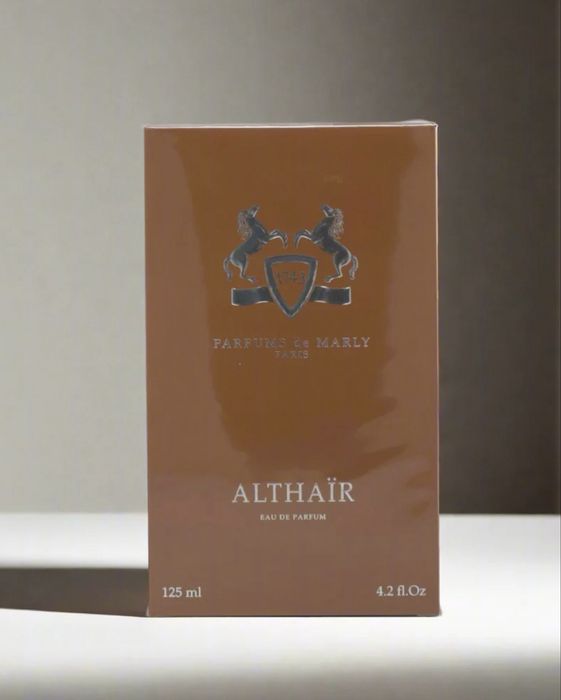 1743
PARFUMS de MARLY
PARIS
ALTHAÏR
EAU DE PARFUM
125 ml 4.2 fl.Oz